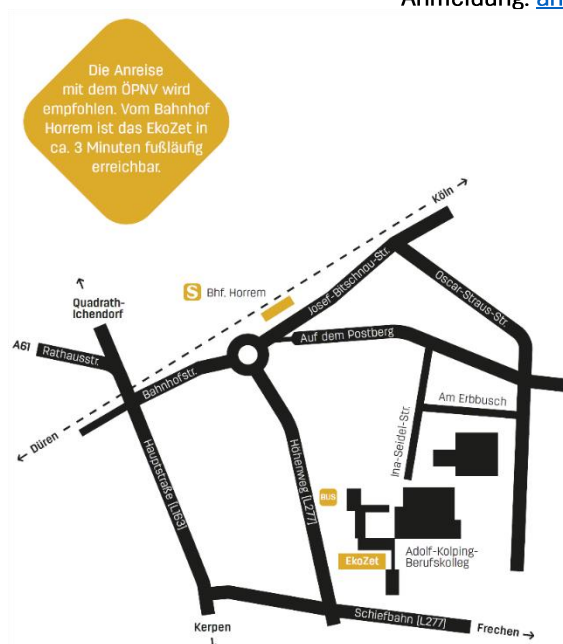 Anmeldung: an
Die Anreise
mit dem ÖPNV wird
empfohlen. Vom Bahnhof
Horrem ist das EkoZet in
ca. 3 Minuten fußläufig
erreichbar.
Köln
Quadrath-
Ichendorf
S Bhf. Horrem
Josef-Bitschnau-Str.
Oscar-Straus-Str.
A61
Rathausstr.
Auf dem Postberg
Bahnhofstr.
Düren
Am Erbbusch
Ina-Seidel-Str.
Hauptstraße [L163]
Höhenweg [L277]
BUS
EkoZet
Adolf-Kolping-
Berufskolleg
Schiefbahn [L277]
Kerpen
Frechen